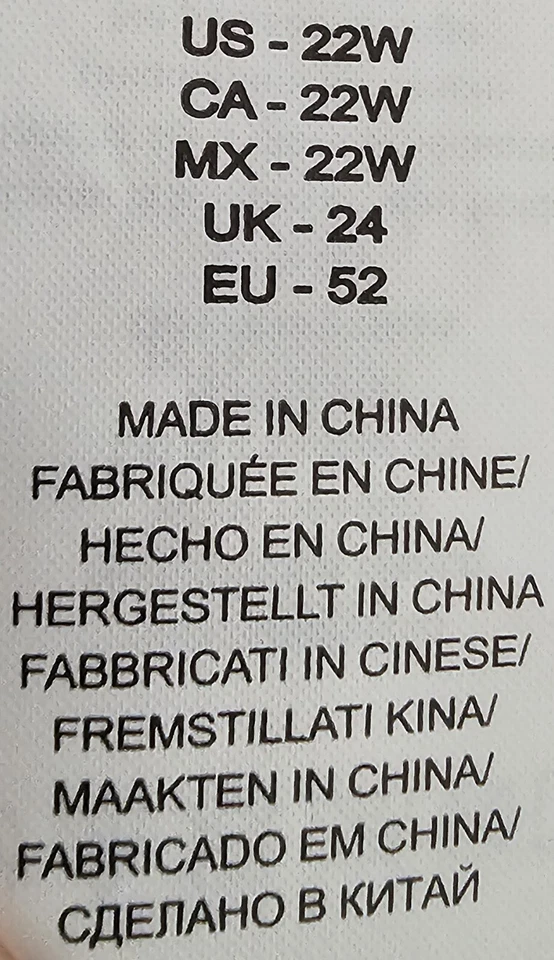 US - 22W
CA - 22W
MX - 22W
UK - 24
EU - 52
MADE IN CHINA
FABRIQUÉE EN CHINE/
HECHO EN CHINA/
HERGESTELLT IN CHINA
FABBRICATI IN CINESE/
FREMSTILLATI KINA/
MAAKTEN IN CHINA/
FABRICADO EM CHINA/
СДЕЛАНО В КИТАЙ